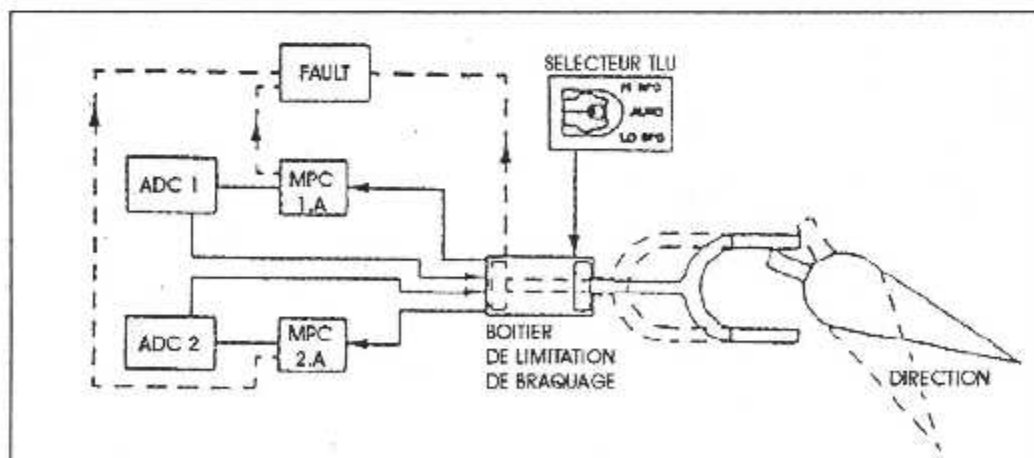 FAULT
SELECTEUR TLU
HI SPD
AUTO
LO SPD
ADC 1
MPC
1.A
ADC 2
MPC
2.A
BOITIER
DE LIMITATION
DE BRAQUAGE
DIRECTION